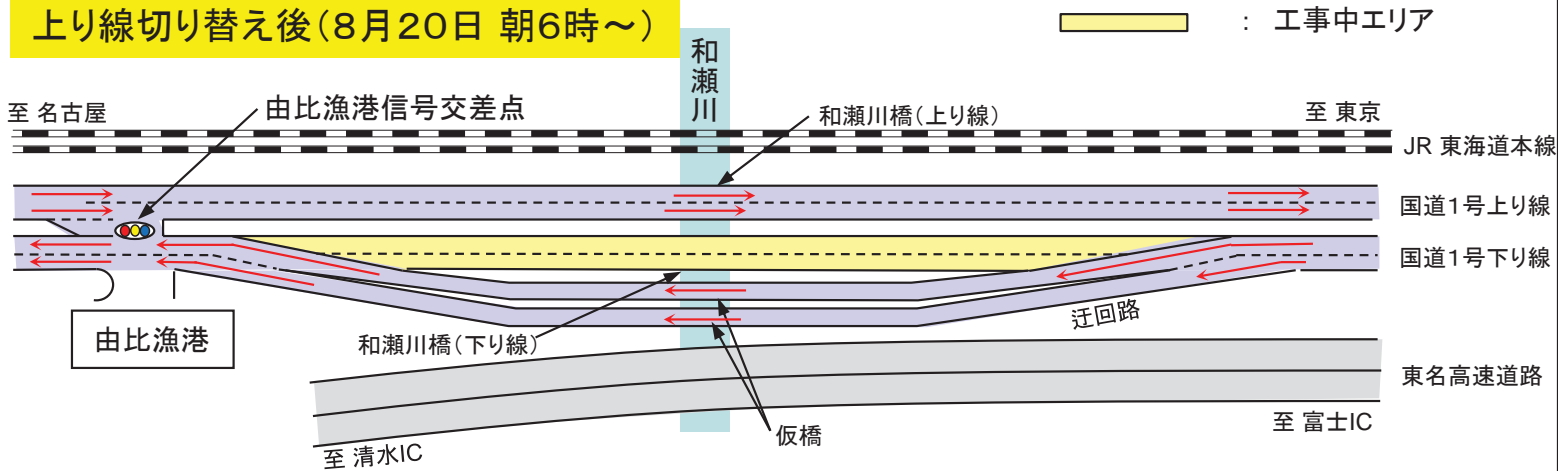 上り線切り替え後(8月20日 朝6時~)
: 工事中エリア
和瀬川
至 名古屋
由比漁港信号交差点
和瀬川橋(上り線)
至 東京
JR 東海道本線
国道1号上り線
国道1号下り線
迂回路
由比漁港
和瀬川橋(下り線)
東名高速道路
仮橋
至 富士IC
至 清水IC